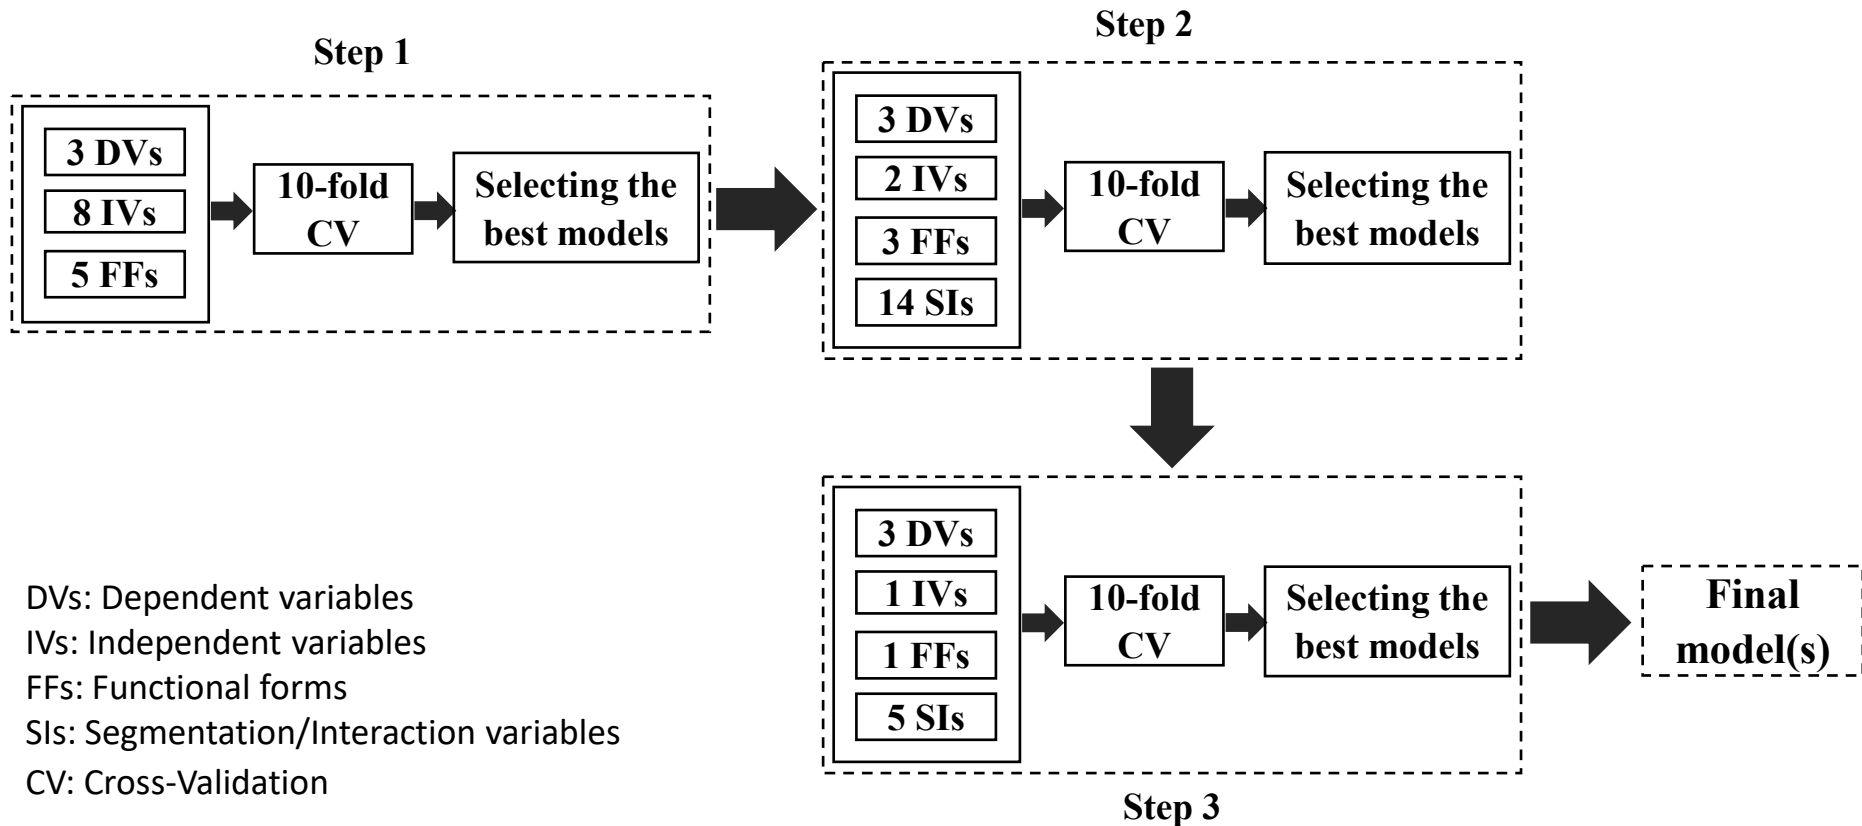 Step 1
3 DVs
8 IVs
5 FFs
10-fold
CV
Selecting the
best models
Step 2
3 DVs
2 IVs
3 FFs
14 SIs
10-fold
CV
Selecting the
best models
3 DVs
1 IVs
1 FFs
5 SIs
10-fold
CV
Selecting the
best models
Step 3
Final
model(s)
DVs: Dependent variables
IVs: Independent variables
FFs: Functional forms
SIs: Segmentation/Interaction variables
CV: Cross-Validation